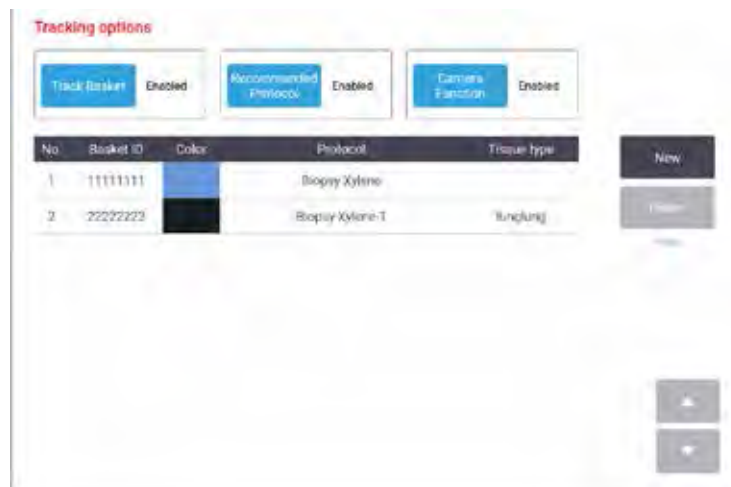 Tracking options
Track Basket Enabled
Recommended Protocol Enabled
Camera Function Enabled
No. Basket ID Color Protocol Tissue type
1 11111111 Biopsy Xylene
2 22222222 Biopsy Xylene-1
New